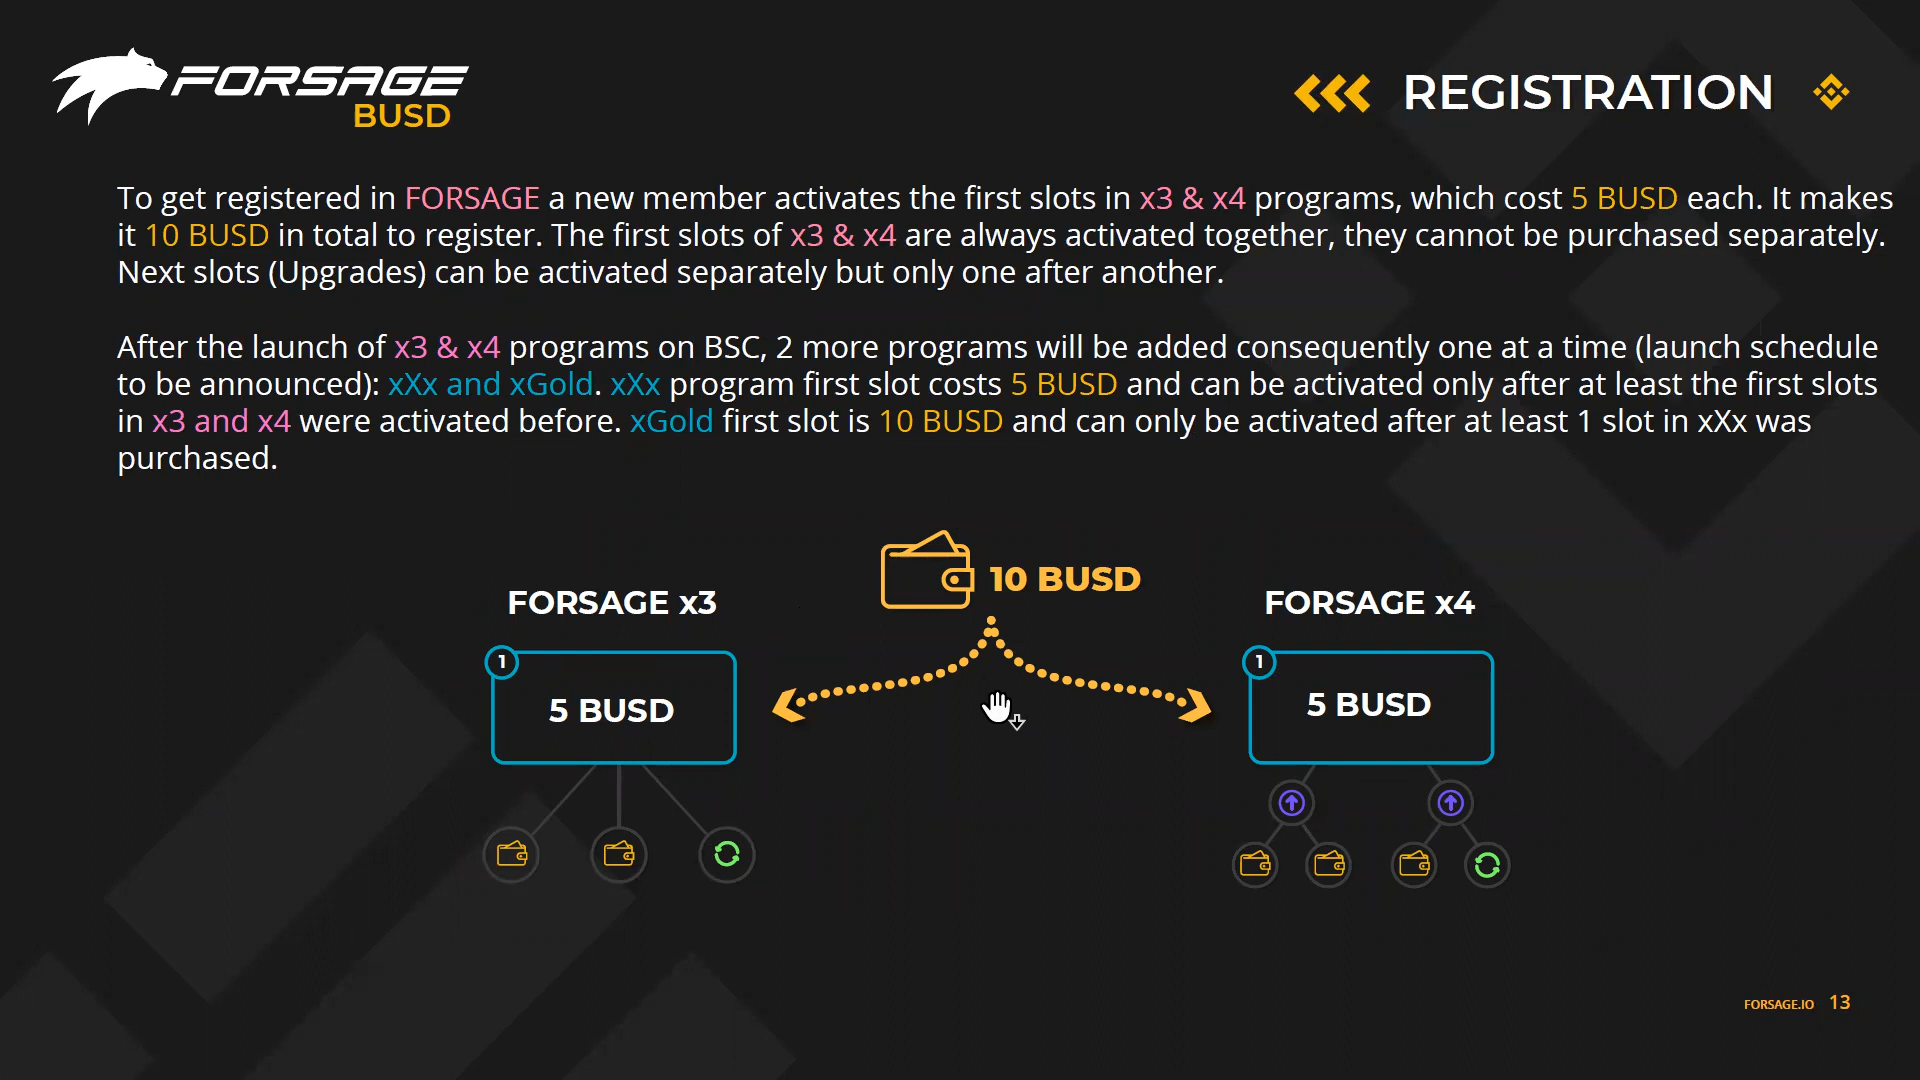 FORSAGE
BUSD
REGISTRATION
To get registered in FORSAGE a new member activates the first slots in x3 & x4 programs, which cost 5 BUSD each. It makes
it 10 BUSD in total to register. The first slots of x3 & x4 are always activated together, they cannot be purchased separately.
Next slots (Upgrades) can be activated separately but only one after another.
After the launch of x3 & x4 programs on BSC, 2 more programs will be added consequently one at a time (launch schedule
to be announced): xXx and xGold. xXx program first slot costs 5 BUSD and can be activated only after at least the first slots
in x3 and x4 were activated before. xGold first slot is 10 BUSD and can only be activated after at least 1 slot in xXx was
purchased.
10 BUSD
FORSAGE x3
1
5 BUSD
FORSAGE x4
1
5 BUSD
FORSAGE.IO 13